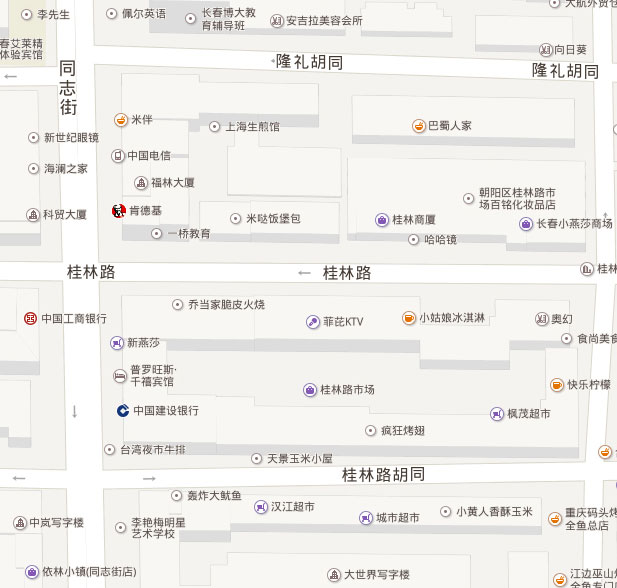 李先生
佩尔英语
长春博大教
育辅导班
安吉拉美容会所
大航外贸仓
向日葵
春艾莱精
体验宾馆
隆礼胡同
隆礼胡同
同志街
米伴
上海生煎馆
巴蜀人家
新世纪眼镜
中国电信
海澜之家
福林大厦
朝阳区桂林路市
场百铭化妆品店
科贸大厦
肯德基
米哒饭堡包
桂林商厦
长春小燕莎商场
一桥教育
哈哈镜
桂林路
桂林路
桂林
乔当家脆皮火烧
中国工商银行
菲芘KTV
小姑娘冰淇淋
奥幻
新燕莎
食尚美食
普罗旺斯·
千禧宾馆
桂林路市场
快乐柠檬
中国建设银行
枫茂超市
疯狂烤翅
台湾夜市牛排
天景玉米小屋
桂林路胡同
轰炸大鱿鱼
汉江超市
城市超市
小黄人香酥玉米
重庆码头烤
全鱼总店
中岚写字楼
李艳梅明星
艺术学校
依林小镇(同志街店)
大世界写字楼
江边巫山烤
全鱼专门店